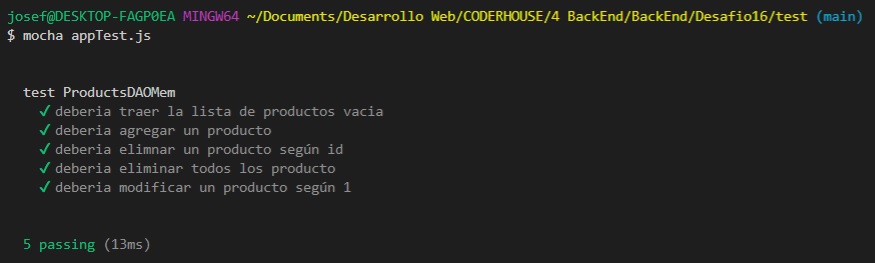 josef@DESKTOP-FAGP0EA MINGW64 ~/Documents/Desarrollo Web/CODERHOUSE/4 BackEnd/BackEnd/Desafio16/test (main)
$ mocha appTest.js
test ProductsDAOMem
✓ deberia traer la lista de productos vacia
✓ deberia agregar un producto
✓ deberia elimnar un producto según id
✓ deberia eliminar todos los producto
✓ deberia modificar un producto según 1
5 passing (13ms)